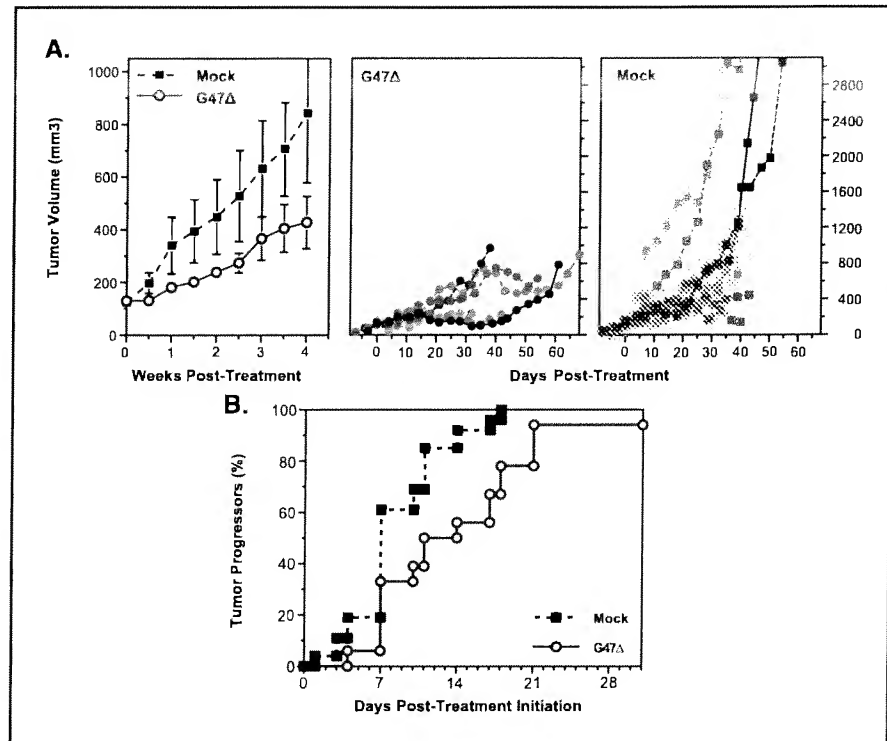 A.
Tumor Volume (mm3)
1000
800
600
400
200
0
Mock
G47Δ
0 1 2 3 4
Weeks Post-Treatment
G47Δ
0 10 20 30 40 50 60
Mock
0 10 20 30 40 50 60
2800
2400
2000
1600
1200
800
400
0
Days Post-Treatment
B.
Tumor Progressors (%)
100
80
60
40
20
0
Mock
G47Δ
0 7 14 21 28
Days Post-Treatment Initiation